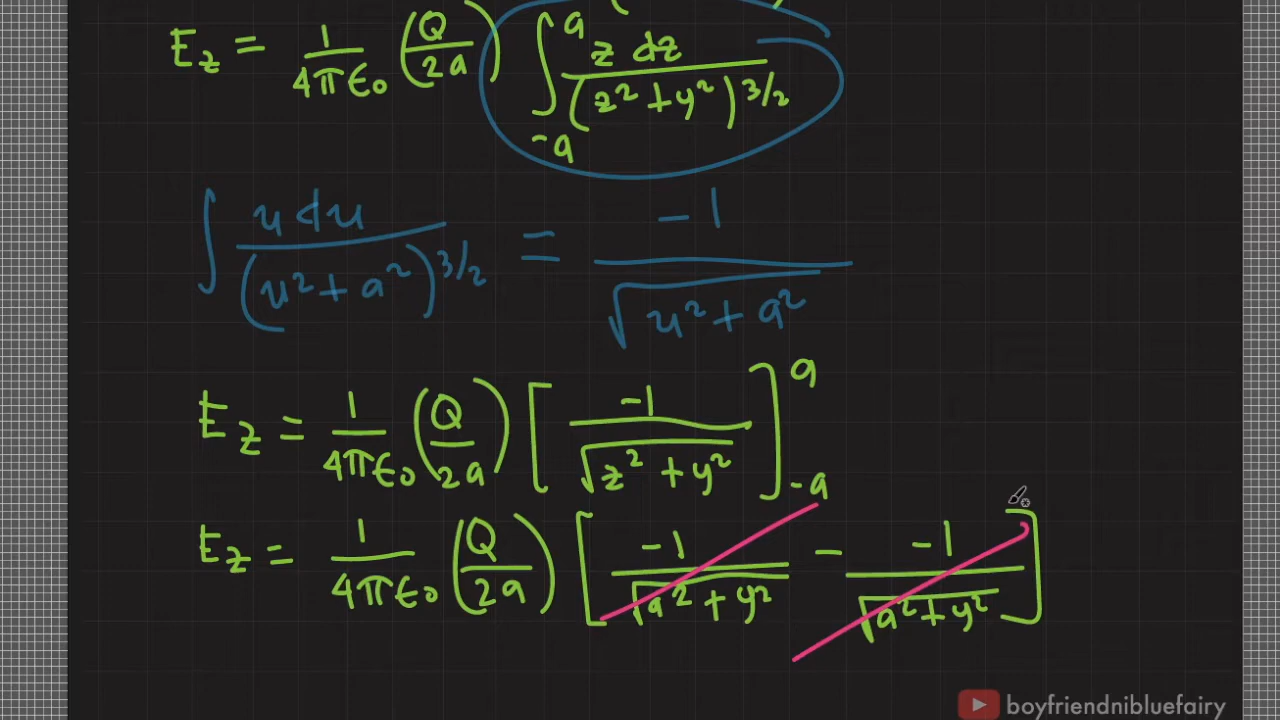 E_z = 1/(4πε₀) (Q/2a) ∫_{-a}^{a} z dz/(z² + y²)^{3/2}
∫ u du/(u² + a²)^{3/2} = -1/√(u² + a²)
E_z = 1/(4πε₀) (Q/2a) [-1/√(z² + y²)]_{-a}^{a}
E_z = 1/(4πε₀) (Q/2a) [-1/√(a² + y²) - -1/√(a² + y²)]
boyfriendnibluefairy